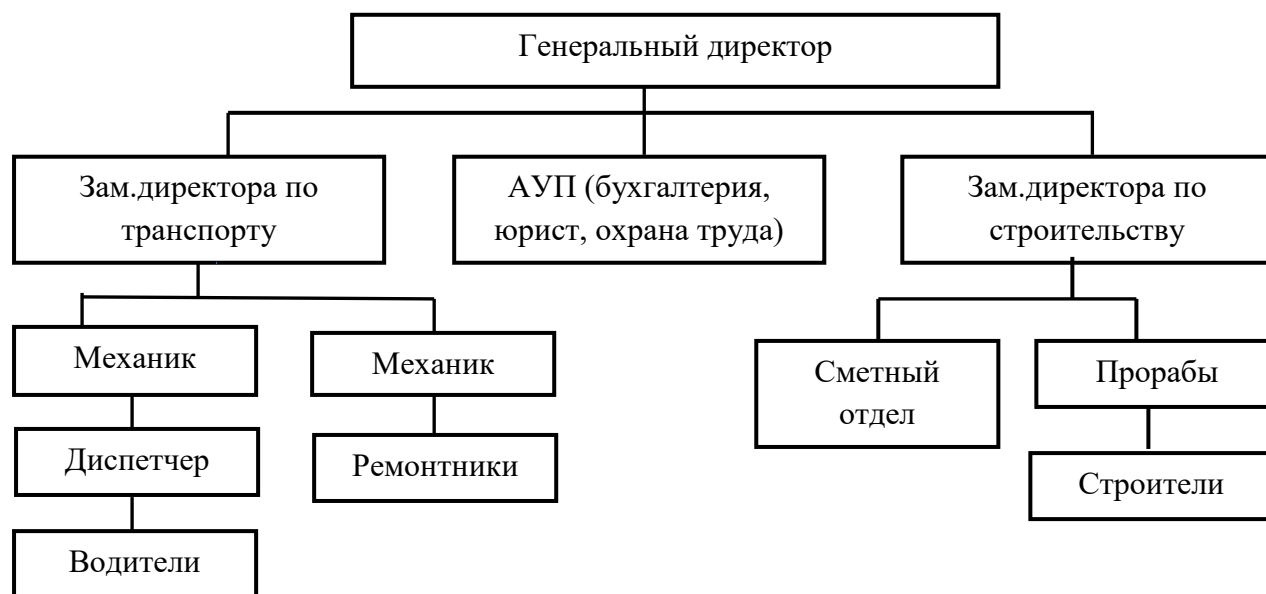 Генеральный директор
Зам.директора по
транспорту
АУП (бухгалтерия,
юрист, охрана труда)
Зам.директора по
строительству
Механик
Механик
Сметный
отдел
Прорабы
Диспетчер
Ремонтники
Строители
Водители